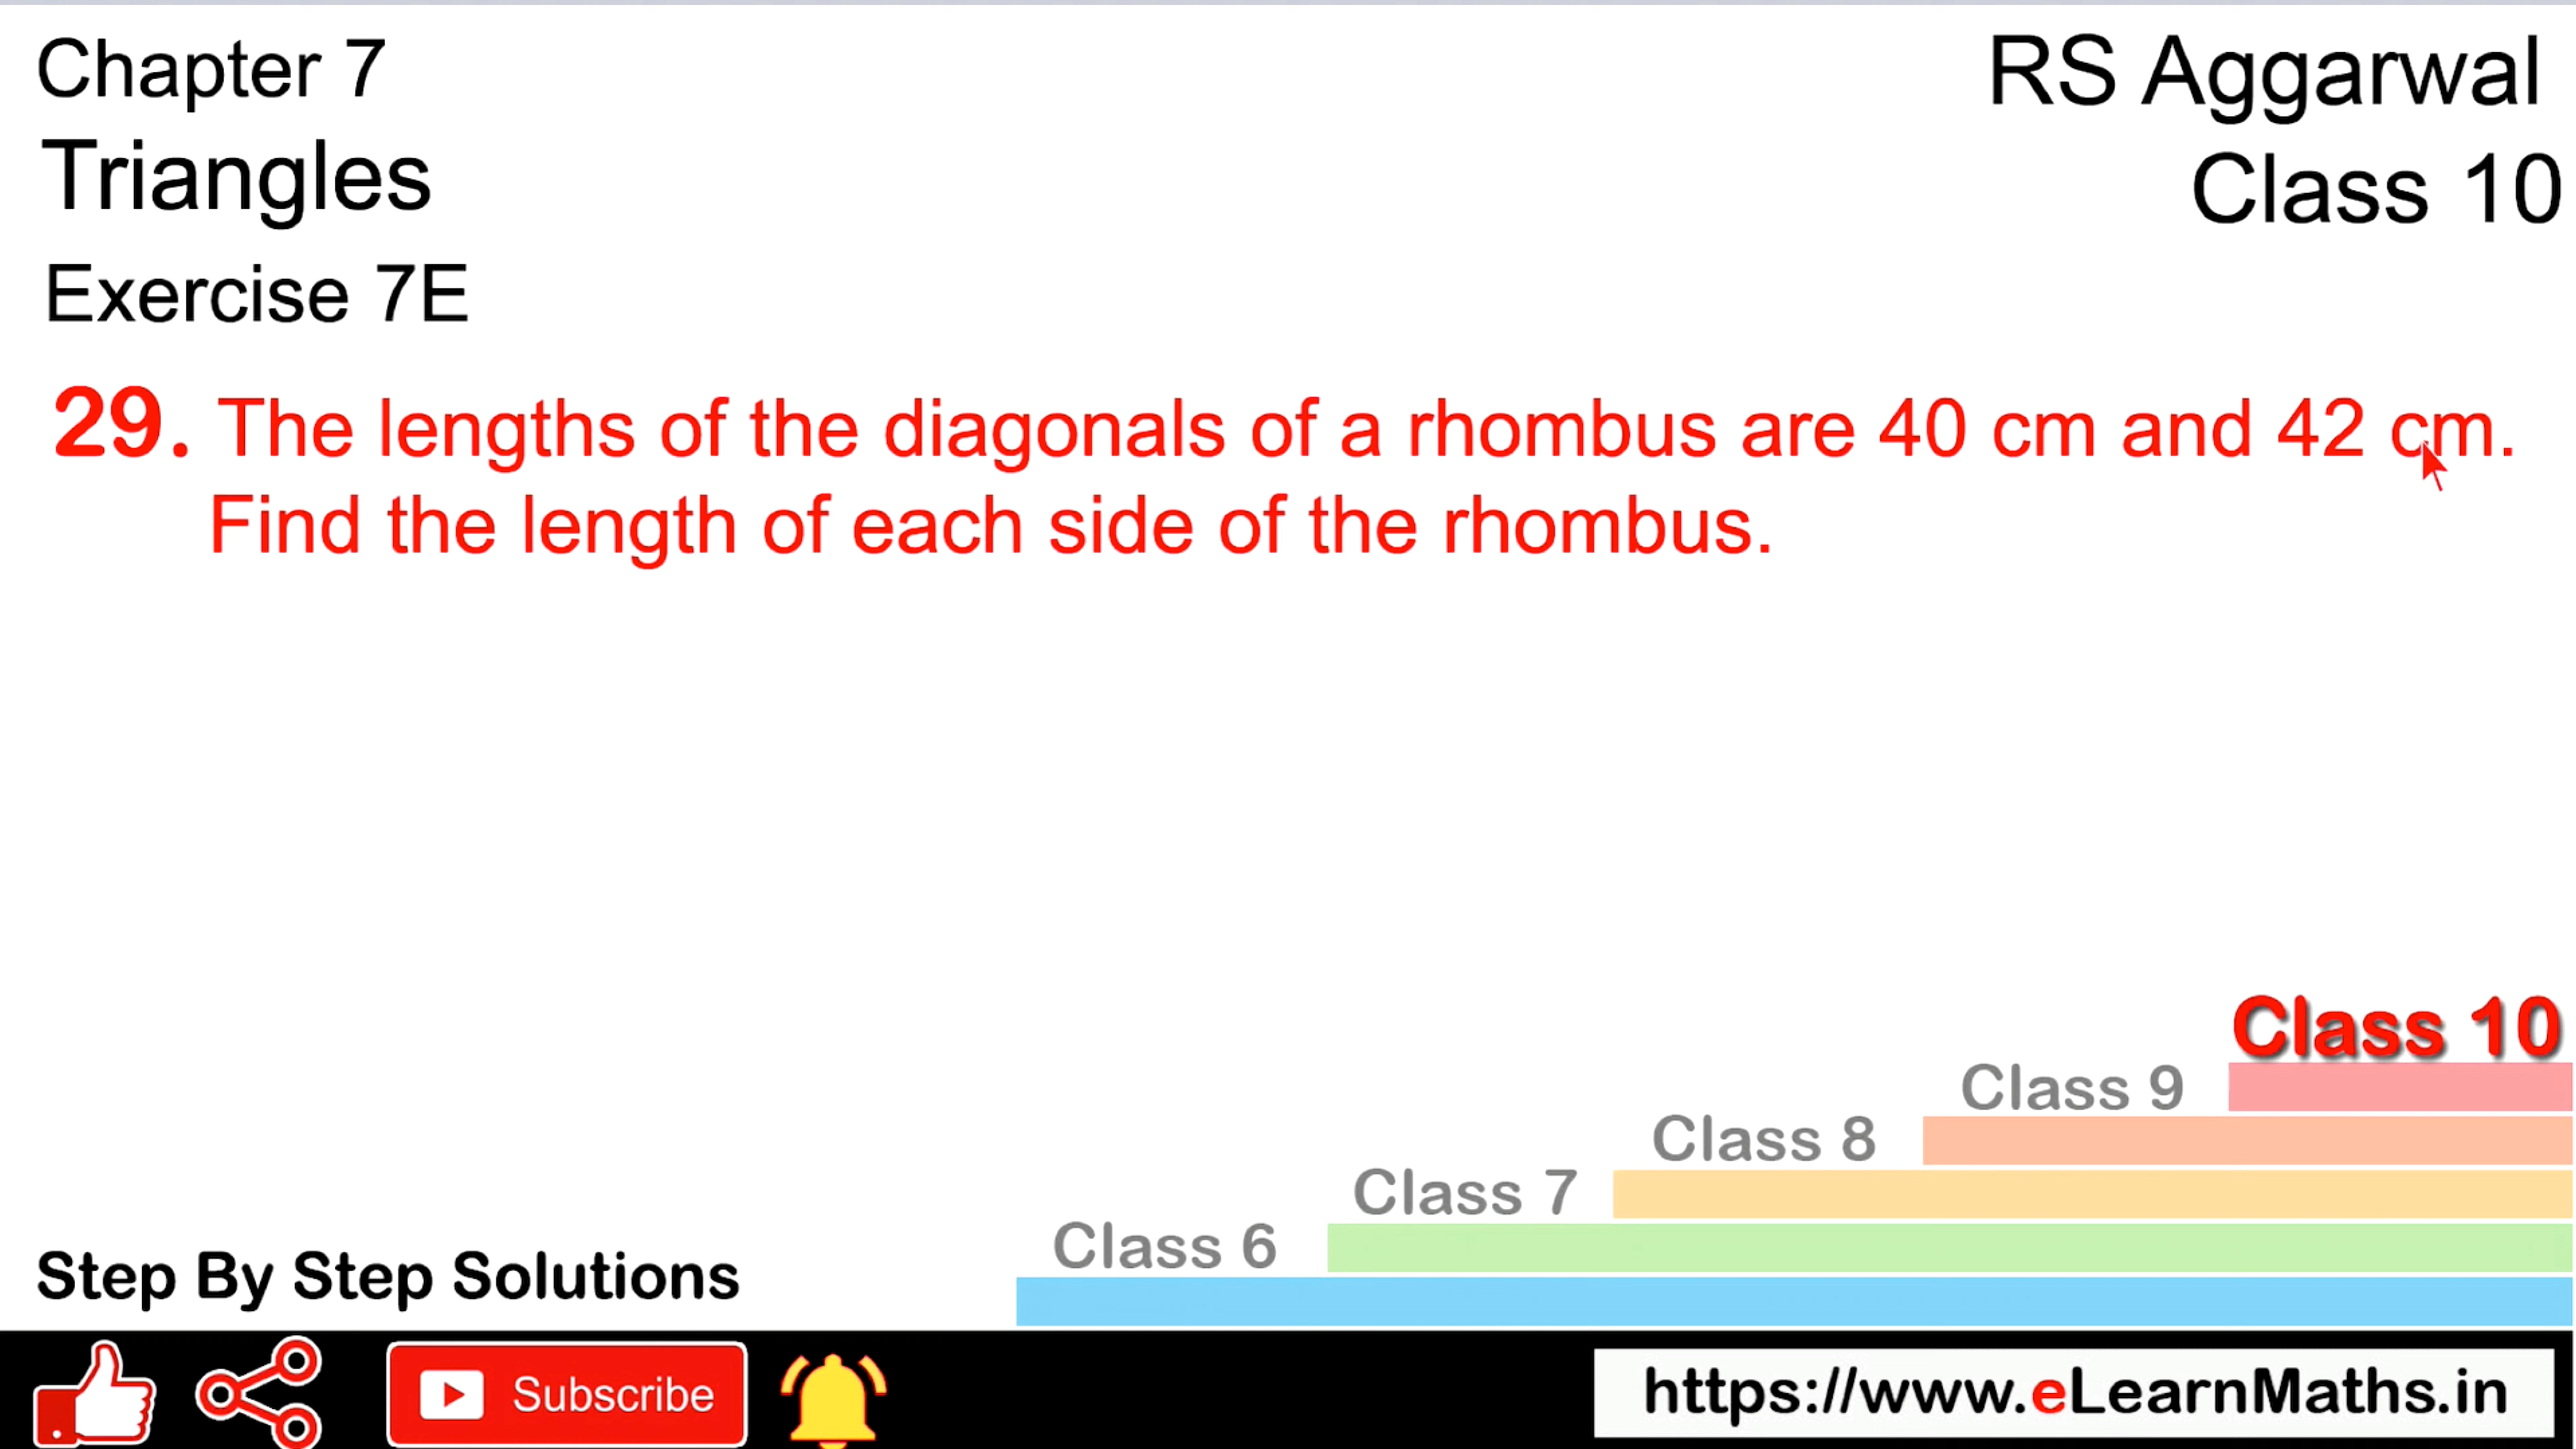 Chapter 7
Triangles
Exercise 7E
RS Aggarwal
Class 10
29. The lengths of the diagonals of a rhombus are 40 cm and 42 cm.
Find the length of each side of the rhombus.
Class 10
Class 9
Class 8
Class 7
Class 6
Step By Step Solutions
Subscribe
https://www.eLearnMaths.in